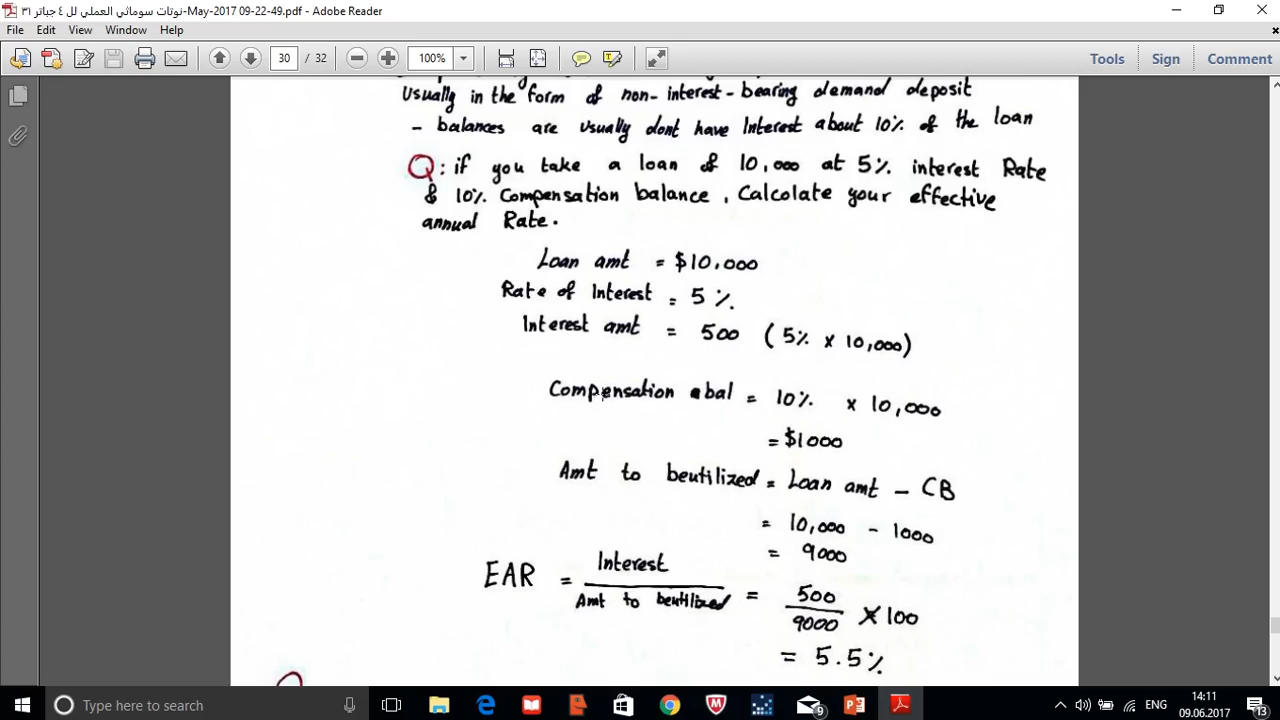 نوتات سوماثي العملي لل ٤ جباتر ٣١-May-2017 09-22-49.pdf - Adobe Reader
File Edit View Window Help
30 / 32 100% Tools Sign Comment
Usually in the form of non-interest-bearing demand deposit
- balances are usually dont have Interest about 10% of the loan
Q: if you take a loan of 10,000 at 5% interest Rate
& 10% Compensation balance, Calcolate your effective
annual Rate.
Loan amt = $10,000
Rate of Interest = 5%.
Interest amt = 500 (5% x 10,000)
Compensation bal = 10% x 10,000
= $1000
Amt to beutilized = Loan amt - CB
= 10,000 - 1000
= 9000
EAR = Interest / Amt to beutilized = 500 / 9000 X 100
= 5.5%
Type here to search
9
ENG
14:11
09.06.2017
13